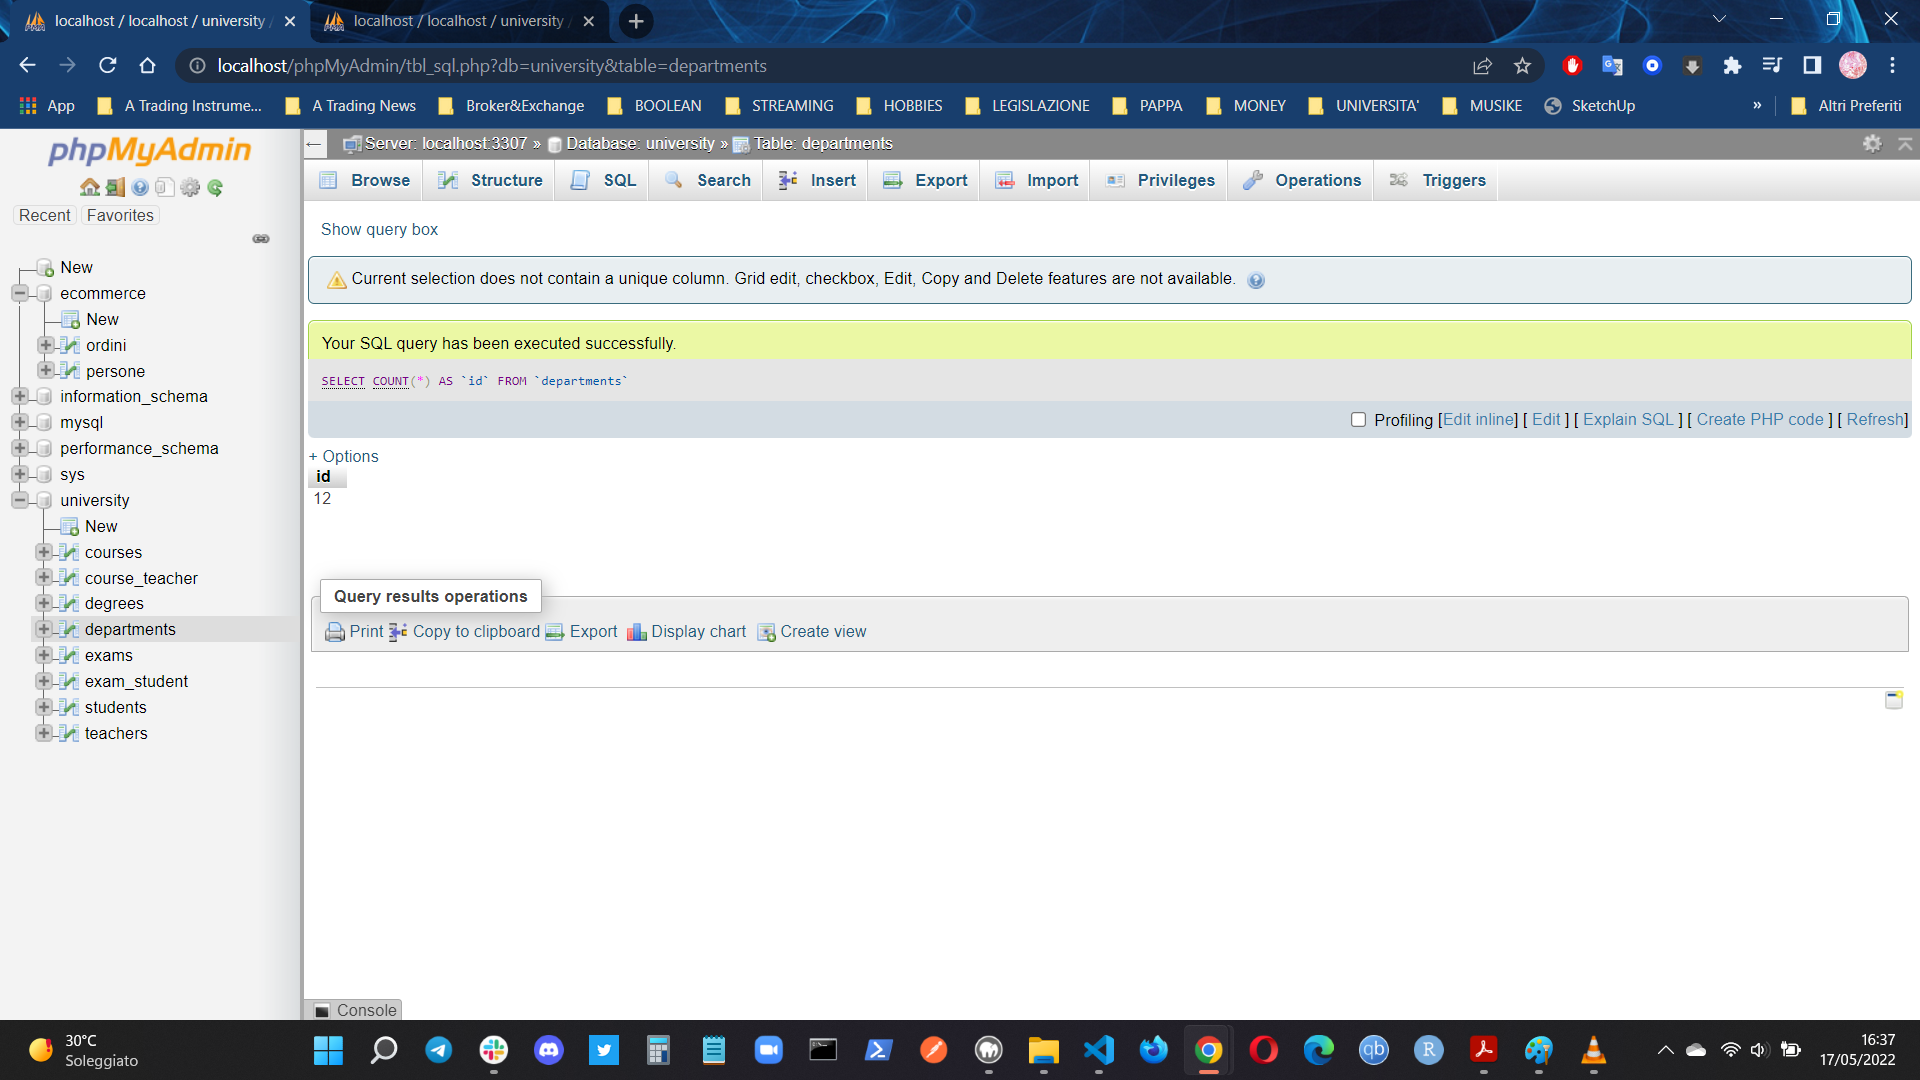 localhost / localhost / university
localhost / localhost / university
localhost/phpMyAdmin/tbl_sql.php?db=university&table=departments
App
A Trading Instrume...
A Trading News
Broker&Exchange
BOOLEAN
STREAMING
HOBBIES
LEGISLAZIONE
PAPPA
MONEY
UNIVERSITA'
MUSIKE
SketchUp
»
Altri Preferiti
phpMyAdmin
Recent
Favorites
New
ecommerce
New
ordini
persone
information_schema
mysql
performance_schema
sys
university
New
courses
course_teacher
degrees
departments
exams
exam_student
students
teachers
Server: localhost:3307 » Database: university » Table: departments
Browse
Structure
SQL
Search
Insert
Export
Import
Privileges
Operations
Triggers
Show query box
Current selection does not contain a unique column. Grid edit, checkbox, Edit, Copy and Delete features are not available.
Your SQL query has been executed successfully.
SELECT COUNT(*) AS `id` FROM `departments`
Profiling [Edit inline] [ Edit ] [ Explain SQL ] [ Create PHP code ] [ Refresh]
+ Options
id
12
Query results operations
Print
Copy to clipboard
Export
Display chart
Create view
Console
30°C
Soleggiato
qb
R
16:37
17/05/2022